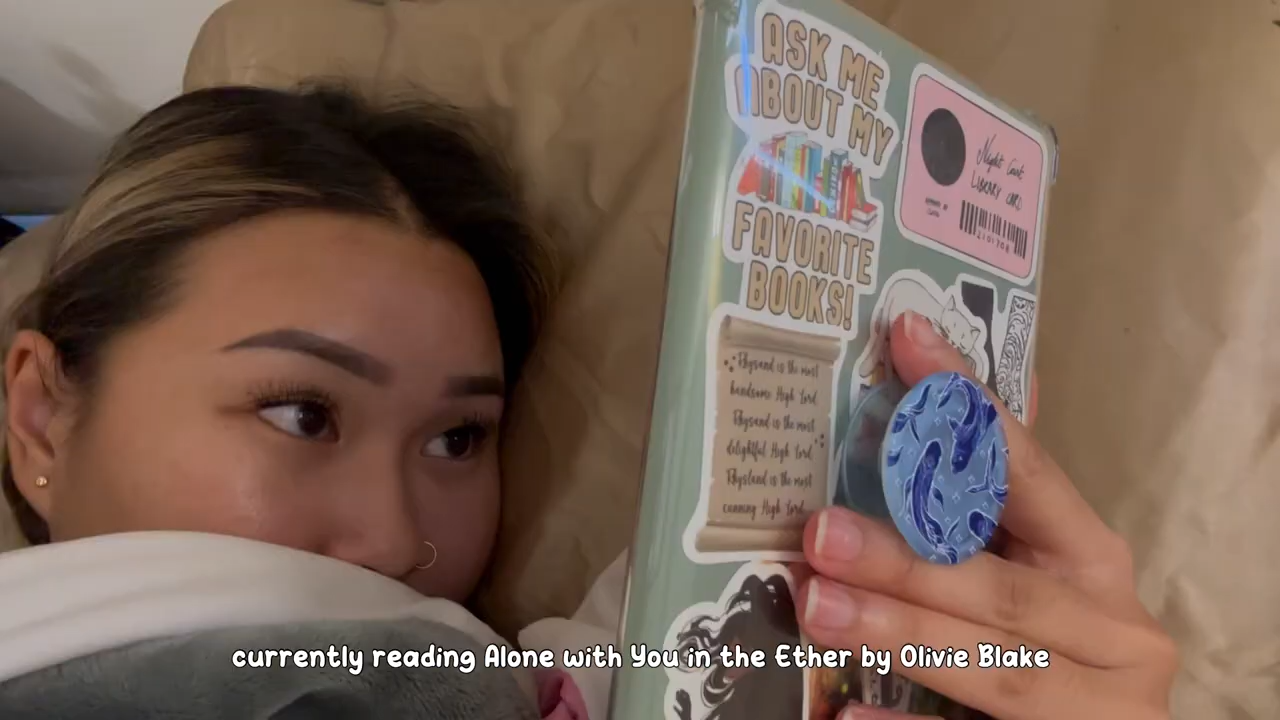 ASK ME
ABOUT MY
FAVORITE
BOOKS!
Night Court
LIBRARY CARD
2101708
Rhysand is the most
handsome High Lord
Rhysand is the most
delightful High Lord
Rhysand is the most
cunning High Lord
currently reading Alone with You in the Ether by Olivie Blake